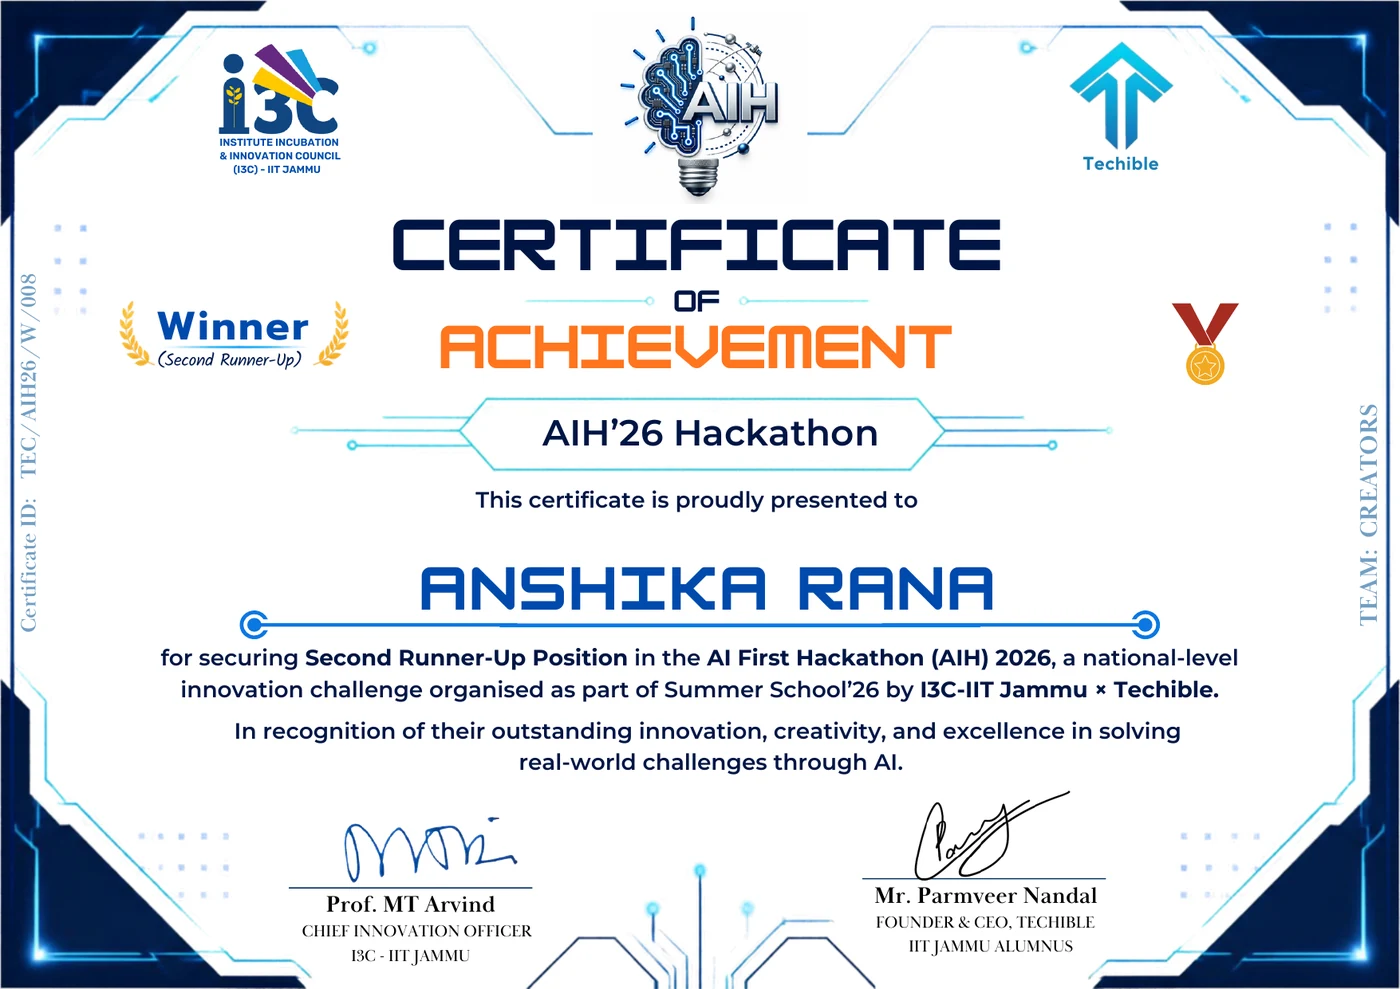 i3C
INSTITUTE INCUBATION
& INNOVATION COUNCIL
(I3C) - IIT JAMMU
AIH
Techible
CERTIFICATE
OF
ACHIEVEMENT
Winner
(Second Runner-Up)
AIH’26 Hackathon
This certificate is proudly presented to
ANSHIKA RANA
for securing Second Runner-Up Position in the AI First Hackathon (AIH) 2026, a national-level
innovation challenge organised as part of Summer School’26 by I3C-IIT Jammu × Techible.
In recognition of their outstanding innovation, creativity, and excellence in solving
real-world challenges through AI.
Prof. MT Arvind
CHIEF INNOVATION OFFICER
I3C - IIT JAMMU
Mr. Parmveer Nandal
FOUNDER & CEO, TECHIBLE
IIT JAMMU ALUMNUS
Certificate ID: TEC/AIH26/W/008
TEAM: CREATORS